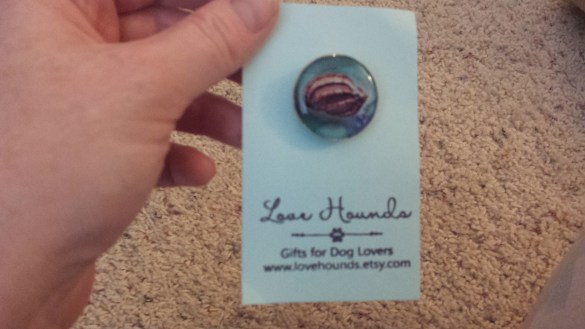 Love Hounds
Gifts for Dog Lovers
www.lovehounds.etsy.com